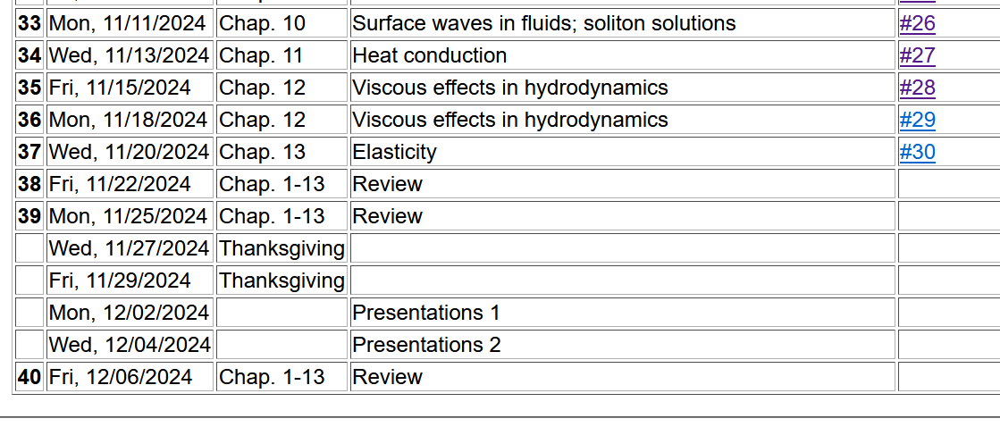 33 Mon, 11/11/2024 Chap. 10 Surface waves in fluids; soliton solutions #26
34 Wed, 11/13/2024 Chap. 11 Heat conduction #27
35 Fri, 11/15/2024 Chap. 12 Viscous effects in hydrodynamics #28
36 Mon, 11/18/2024 Chap. 12 Viscous effects in hydrodynamics #29
37 Wed, 11/20/2024 Chap. 13 Elasticity #30
38 Fri, 11/22/2024 Chap. 1-13 Review
39 Mon, 11/25/2024 Chap. 1-13 Review
Wed, 11/27/2024 Thanksgiving
Fri, 11/29/2024 Thanksgiving
Mon, 12/02/2024 Presentations 1
Wed, 12/04/2024 Presentations 2
40 Fri, 12/06/2024 Chap. 1-13 Review